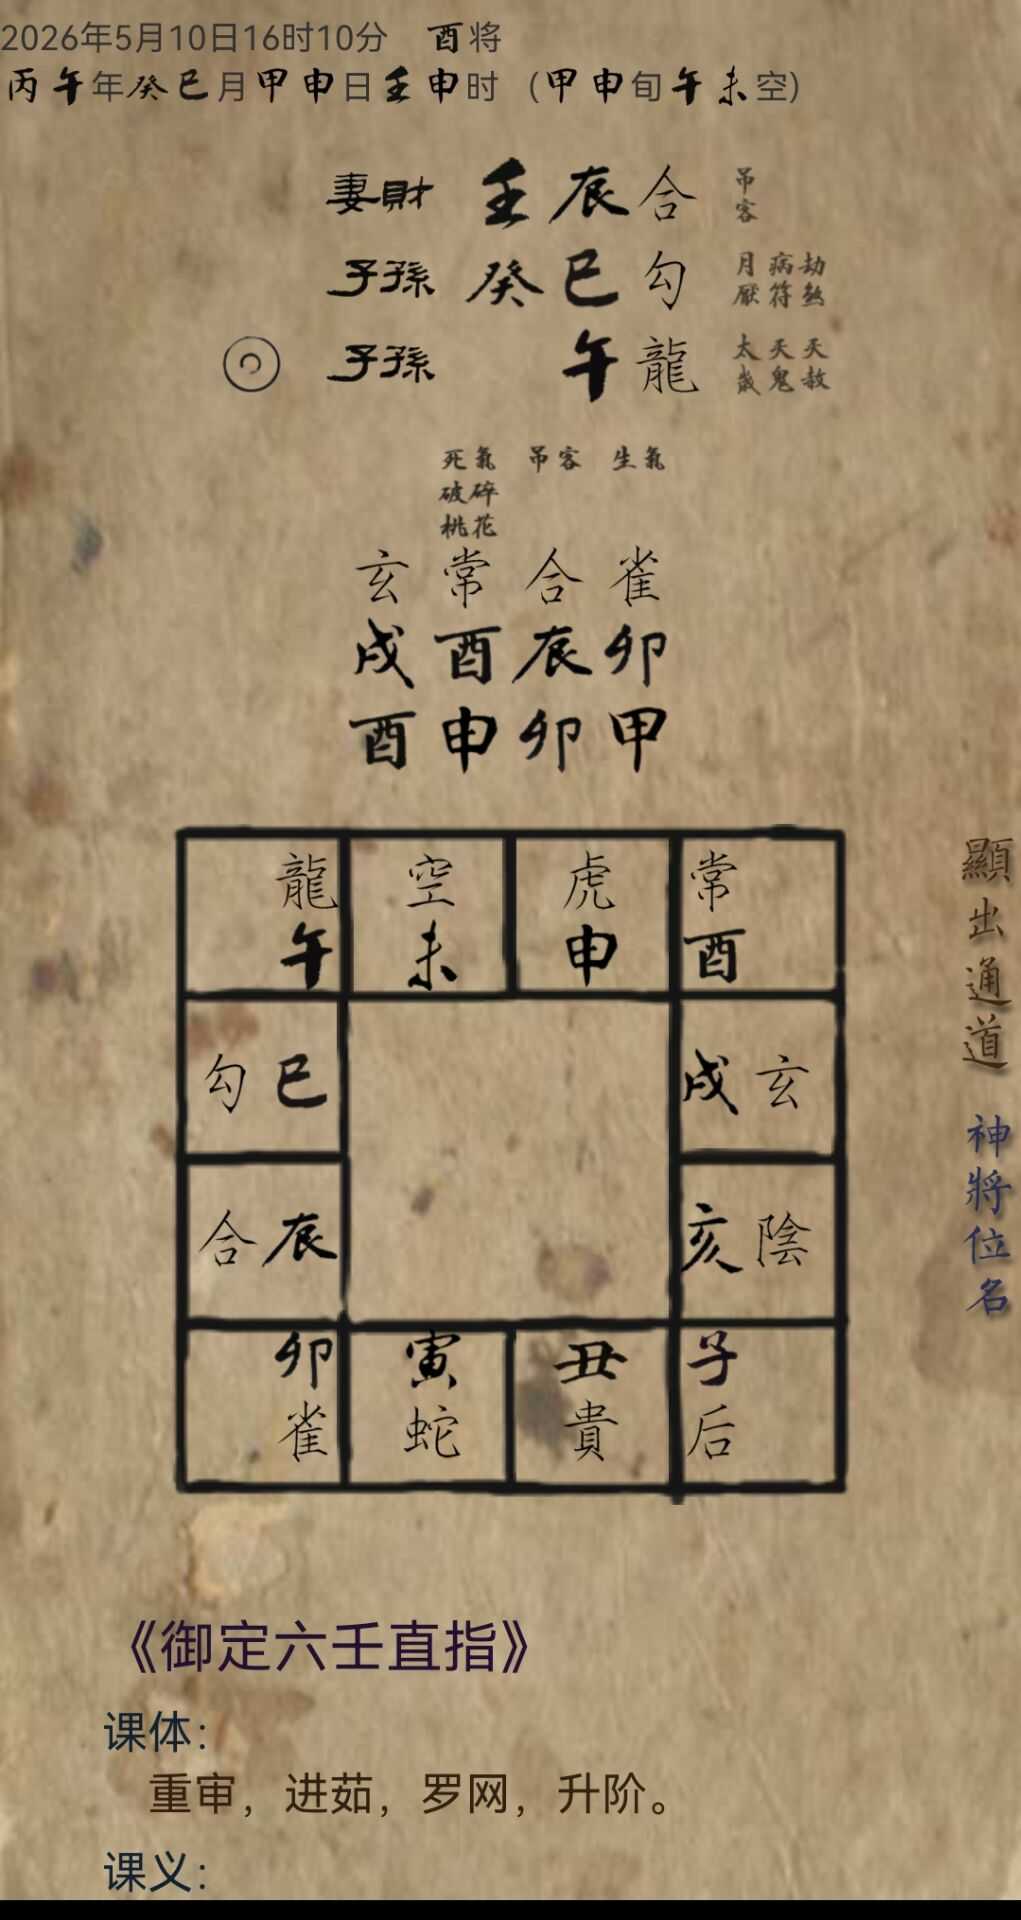 2026年5月10日16时10分 酉将
丙午年癸巳月甲申日壬申时 (甲申旬午未空)
妻財 壬辰合 吊客
子孫 癸巳勾 月厭 病符 劫煞
子孫 午龍 太歲 天鬼 天赦
死氣 吊客 生氣
破碎
桃花
玄常合雀
戌酉辰卯
酉申卯甲
龍空虎常
午未申酉
勾巳 戌玄
合辰 亥陰
卯寅丑子
雀蛇貴后
顯出通道
神將位名
《御定六壬直指》
课体：
重审，进茹，罗网，升阶。
课义：